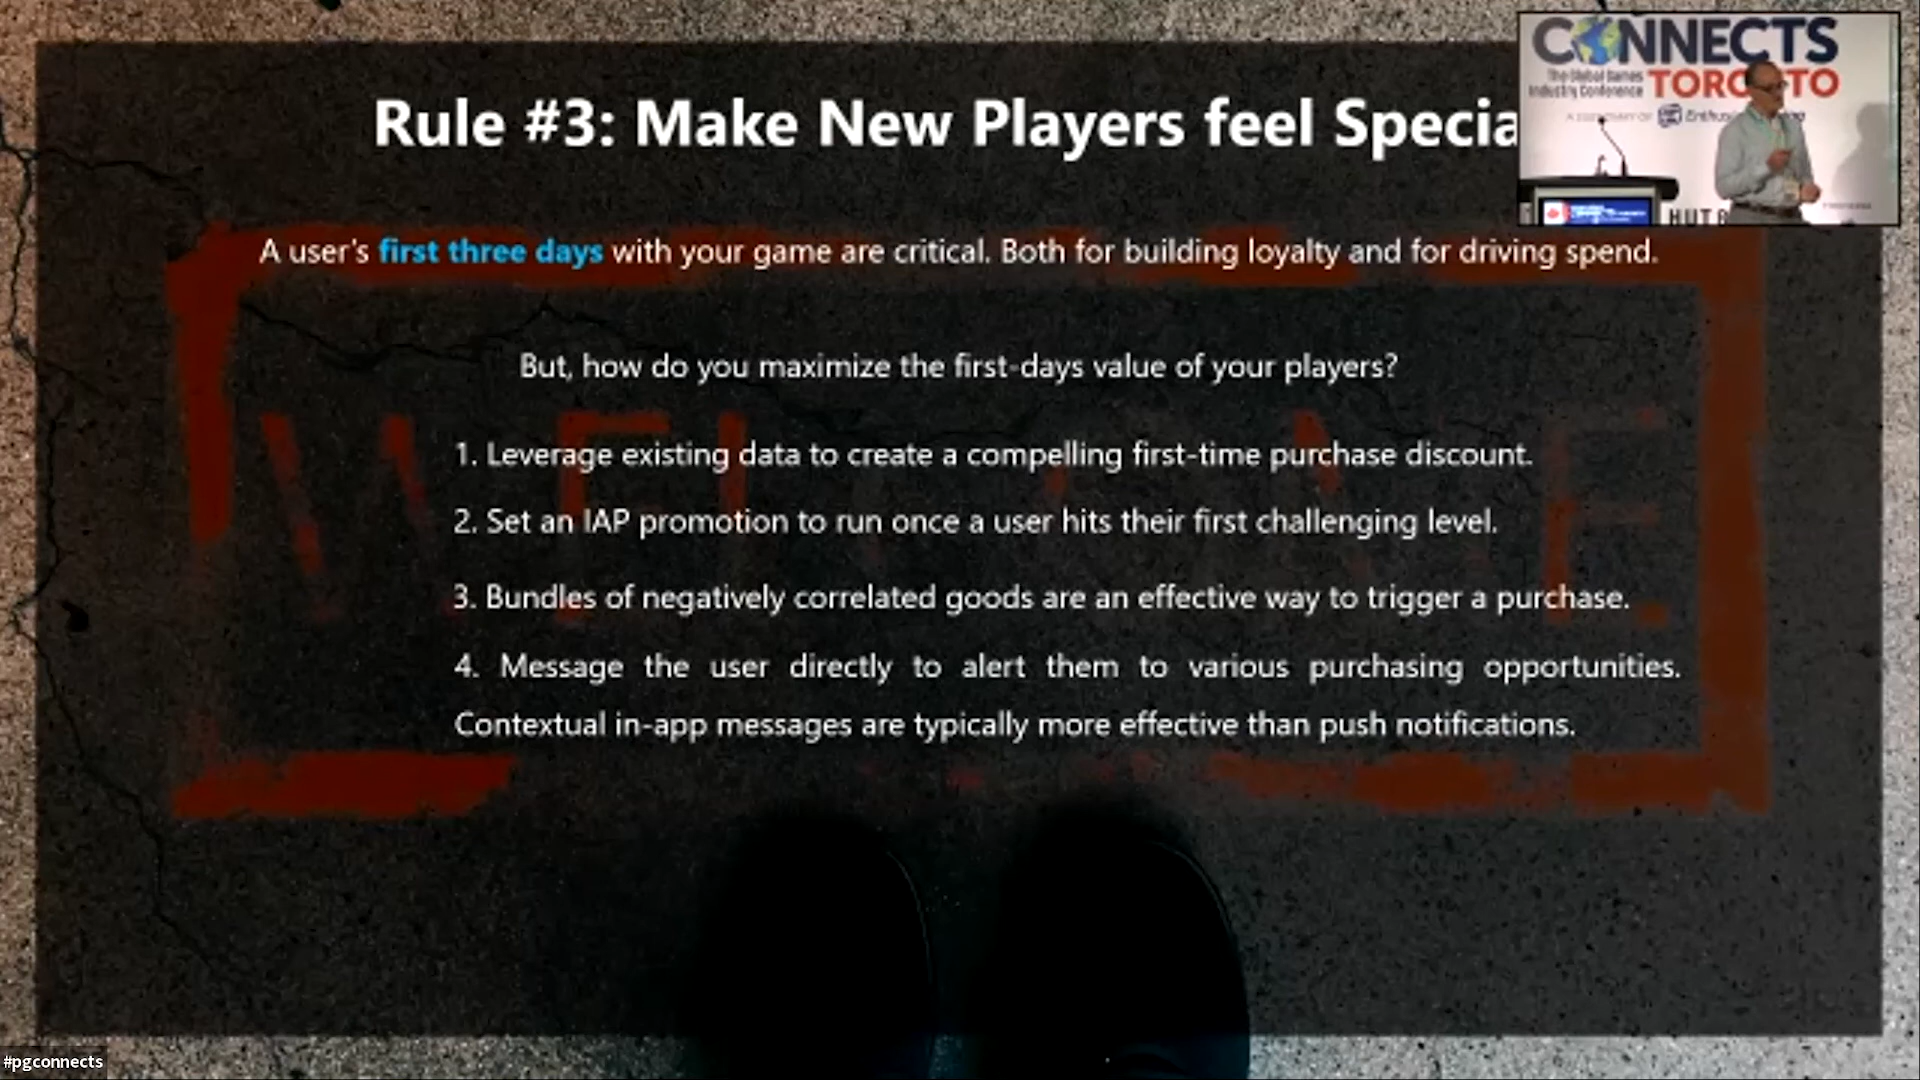 Rule #3: Make New Players feel Specia
A user's first three days with your game are critical. Both for building loyalty and for driving spend.
But, how do you maximize the first-days value of your players?
1. Leverage existing data to create a compelling first-time purchase discount.
2. Set an IAP promotion to run once a user hits their first challenging level.
3. Bundles of negatively correlated goods are an effective way to trigger a purchase.
4. Message the user directly to alert them to various purchasing opportunities.
Contextual in-app messages are typically more effective than push notifications.
WELCOME
CONNECTS
The Global Games
Industry Conference TORONTO
#pgconnects